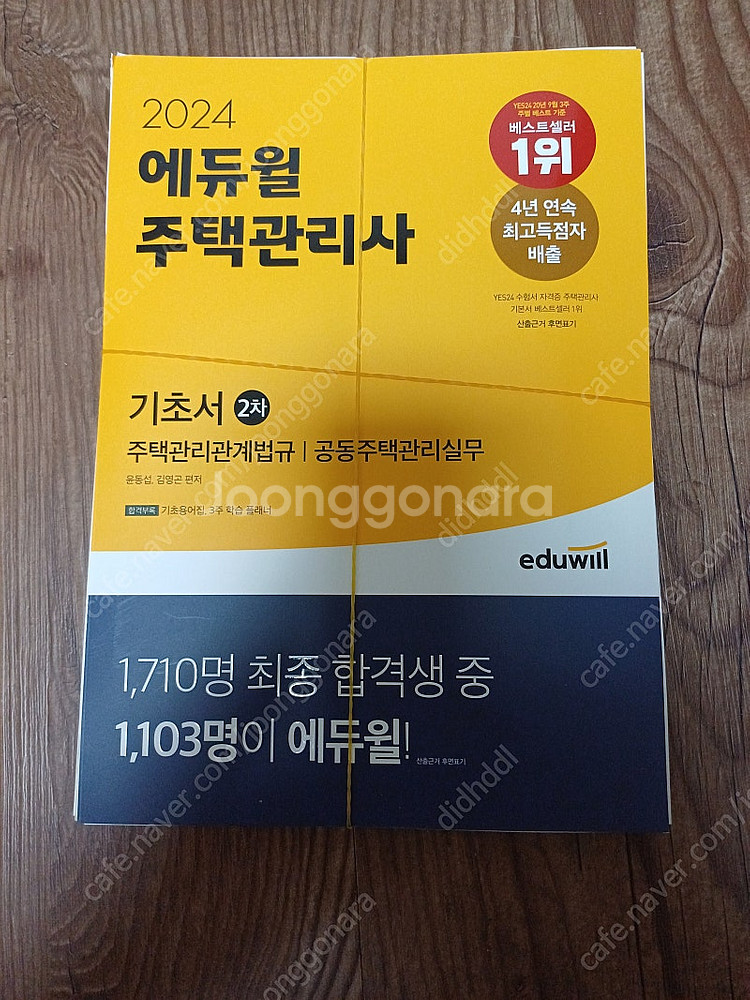 2024
에듀윌
주택관리사
YES24 20년 9월 3주
주별 베스트 기준
베스트셀러
1위
4년 연속
최고득점자
배출
YES24 수험서 자격증 주택관리사
기본서 베스트셀러 1위
산출근거 후면표기
기초서 2차
주택관리관계법규 | 공동주택관리실무
윤동섭, 김영곤 편저
합격부록 기초용어집, 3주 학습 플래너
eduwill
1,710명 최종 합격생 중
1,103명이 에듀윌!
산출근거 후면표기
Joonggonara
cafe.naver.com/joonggonara
didhddl